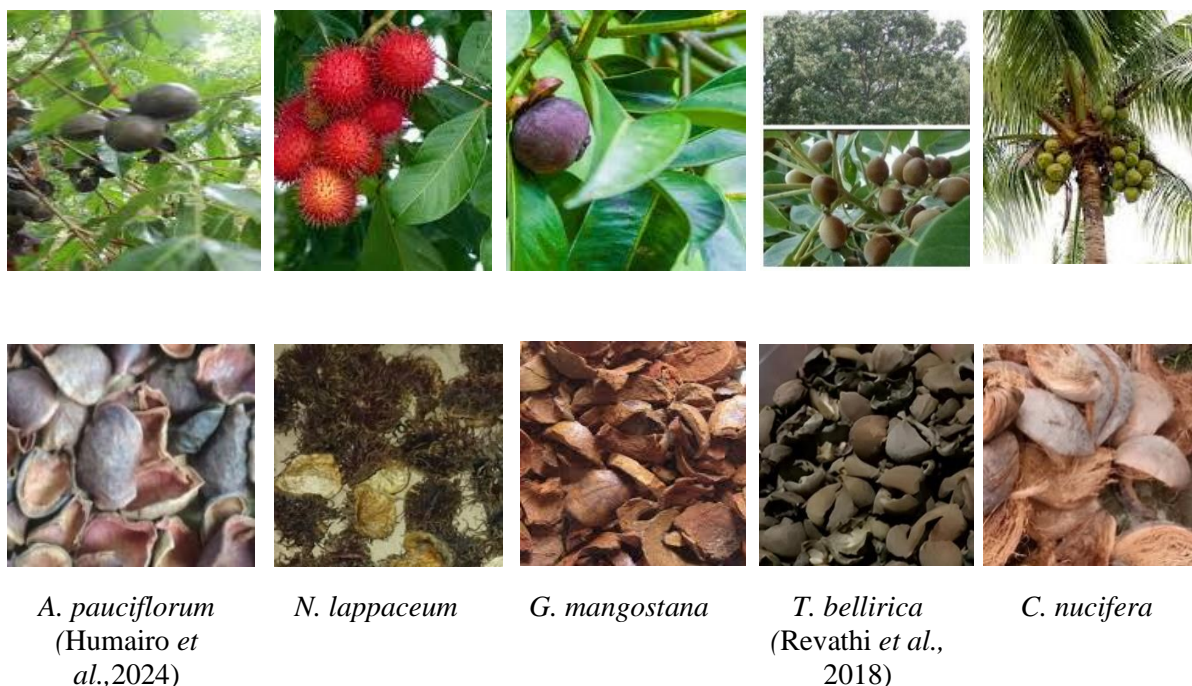 A. pauciflorum
(Humairo et
al.,2024)
N. lappaceum
G. mangostana
T. bellirica
(Revathi et al.,
2018)
C. nucifera